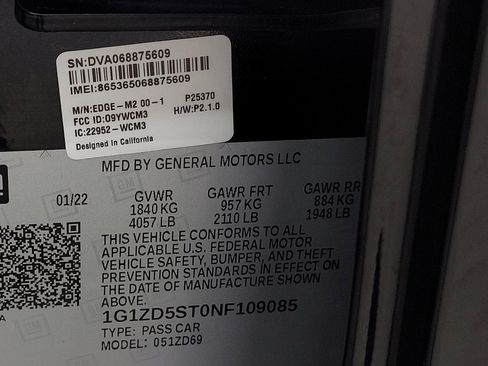 SN:DVA068875609
IMEI:865365068875609
M/N:EDGE-M2 00-1 P25370
FCC ID:O9YWCM3 H/W:P2.1.0
IC:22952-WCM3
Designed in California
MFD BY GENERAL MOTORS LLC
01/22 GVWR GAWR FRT GAWR RR
1840 KG 957 KG 884 KG
4057 LB 2110 LB 1948 LB
THIS VEHICLE CONFORMS TO ALL
APPLICABLE U.S. FEDERAL MOTOR
VEHICLE SAFETY, BUMPER, AND THEFT
PREVENTION STANDARDS IN EFFECT ON
THE DATE OF MANUFACTURE SHOWN
ABOVE.
1G1ZD5ST0NF109085
TYPE: PASS CAR
MODEL: 051ZD69